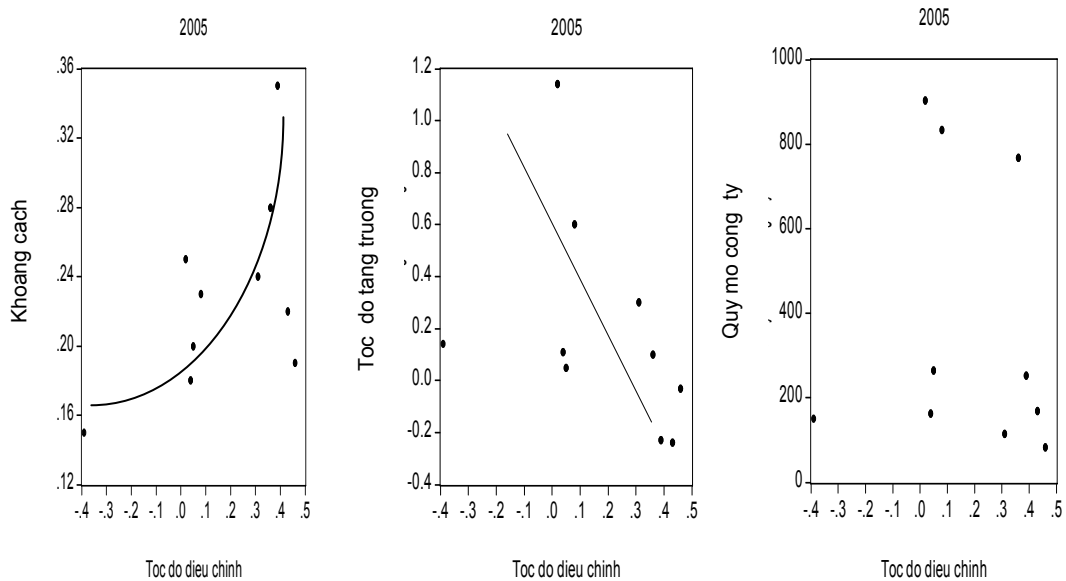 2005
Khoang cach
.36
.32
.28
.24
.20
.16
.12
-.4 -.3 -.2 -.1 .0 .1 .2 .3 .4 .5
Toc do dieu chinh
2005
Toc do tang truong
1.2
1.0
0.8
0.6
0.4
0.2
0.0
-0.2
-0.4
-.4 -.3 -.2 -.1 .0 .1 .2 .3 .4 .5
Toc do dieu chinh
2005
Quy mo cong ty
1000
800
600
400
200
0
-.4 -.3 -.2 -.1 .0 .1 .2 .3 .4 .5
Toc do dieu chinh